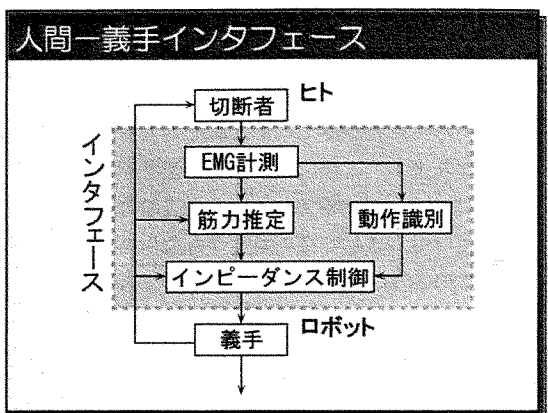 人間ー義手インタフェース
切断者
ヒト
インタフェース
EMG計測
筋力推定
動作識別
インピーダンス制御
義手
ロボット